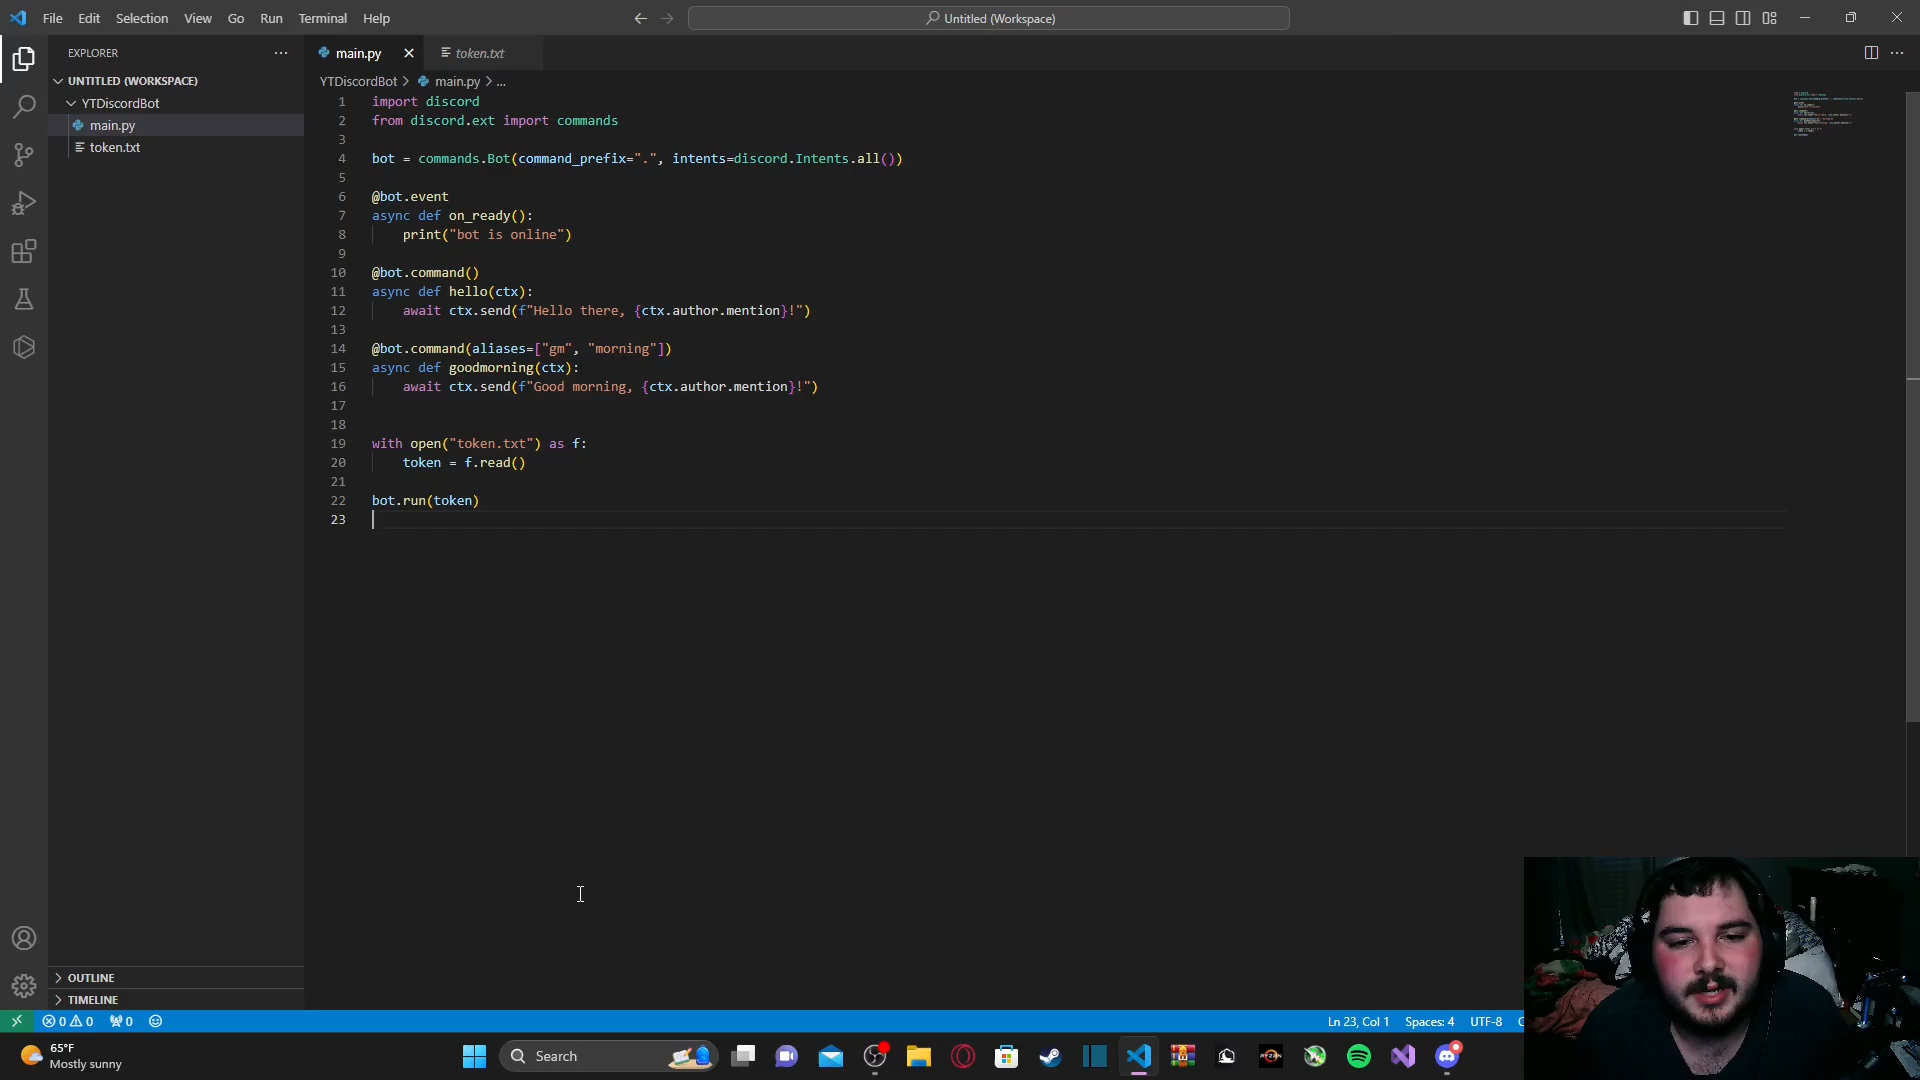 File Edit Selection View Go Run Terminal Help
Untitled (Workspace)
EXPLORER
main.py
token.txt
UNTITLED (WORKSPACE)
YTDiscordBot
main.py
token.txt
YTDiscordBot > main.py > ...
1 import discord
2 from discord.ext import commands
3
4 bot = commands.Bot(command_prefix=".", intents=discord.Intents.all())
5
6 @bot.event
7 async def on_ready():
8 print("bot is online")
9
10 @bot.command()
11 async def hello(ctx):
12 await ctx.send(f"Hello there, {ctx.author.mention}!")
13
14 @bot.command(aliases=["gm", "morning"])
15 async def goodmorning(ctx):
16 await ctx.send(f"Good morning, {ctx.author.mention}!")
17
18
19 with open("token.txt") as f:
20 token = f.read()
21
22 bot.run(token)
23
OUTLINE
TIMELINE
0 0 0
Ln 23, Col 1 Spaces: 4 UTF-8
65°F
Mostly sunny
Search
RYZEN